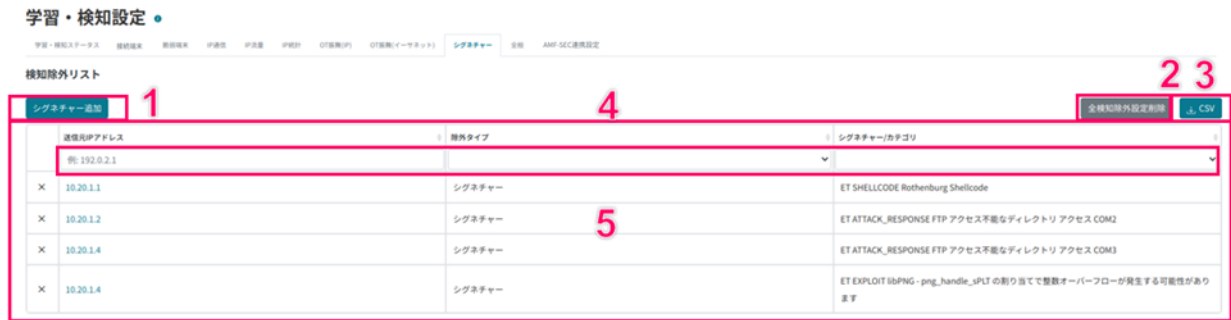 学習・検知設定
学習・検知ステータス 接続端末 脆弱端末 IP通信 IP流量 IP統計 OT振舞(IP) OT振舞(イーサネット) シグネチャー 全般 AMF-SEC連携設定
検知除外リスト
シグネチャー追加 1 4 全検知除外設定削除 2 CSV 3
送信元IPアドレス 除外タイプ シグネチャー/カテゴリ
例: 192.0.2.1
10.20.1.1 シグネチャー ET SHELLCODE Rothenburg Shellcode
10.20.1.2 シグネチャー 5 ET ATTACK_RESPONSE FTP アクセス不能なディレクトリ アクセス COM2
10.20.1.4 シグネチャー ET ATTACK_RESPONSE FTP アクセス不能なディレクトリ アクセス COM3
10.20.1.4 シグネチャー ET EXPLOIT libPNG - png_handle_sPLT の割り当てで整数オーバーフローが発生する可能性があり
ます